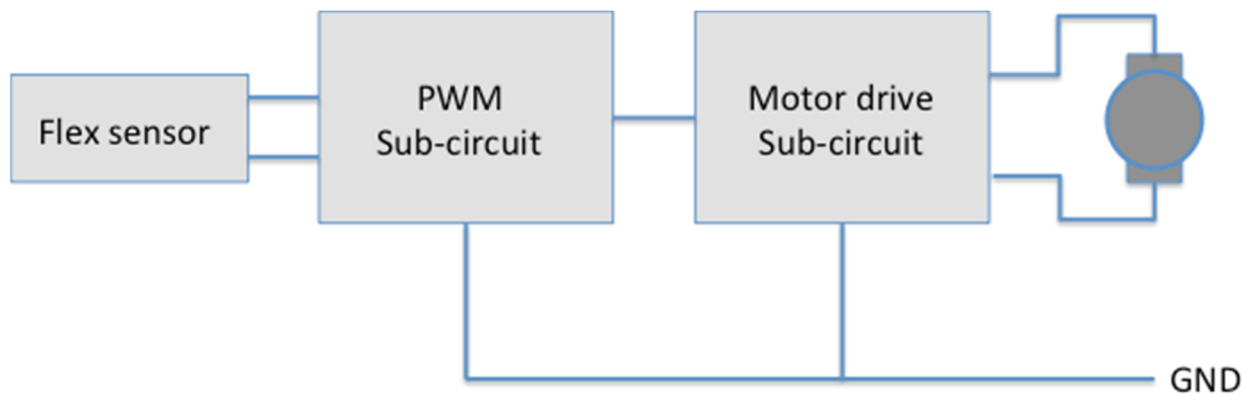 Flex sensor
PWM
Sub-circuit
Motor drive
Sub-circuit
GND